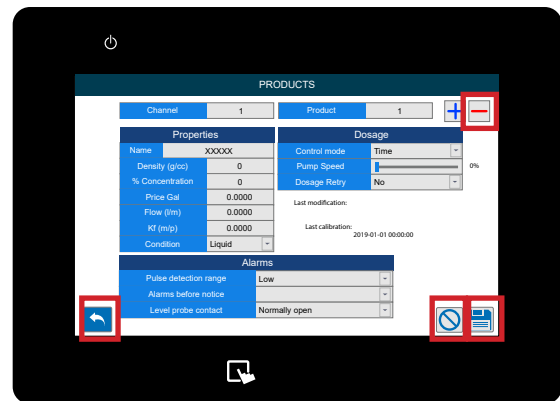 PRODUCTS
Channel 1 Product 1
Properties
Name XXXXX
Density (g/cc) 0
% Concentration 0
Price Gal 0.0000
Flow (l/m) 0.0000
Kf (m/p) 0.0000
Condition Liquid
Dosage
Control mode Time
Pump Speed 0%
Dosage Retry No
Last modification:
Last calibration:
2019-01-01 00:00:00
Alarms
Pulse detection range Low
Alarms before notice
Level probe contact Normally open